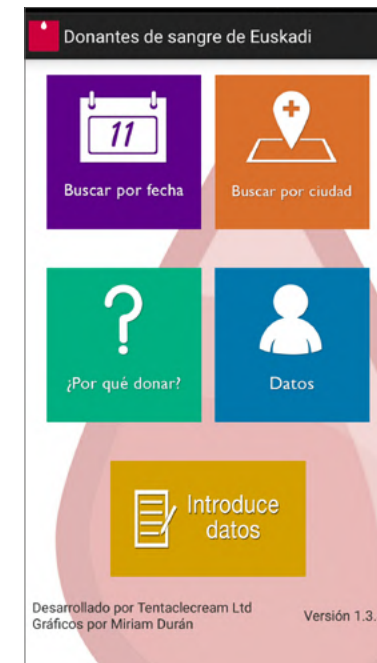 Donantes de sangre de Euskadi
11
Buscar por fecha
Buscar por ciudad
¿Por qué donar?
Datos
Introduce
datos
Desarrollado por Tentaclecream Ltd
Gráficos por Miriam Durán
Versión 1.3.